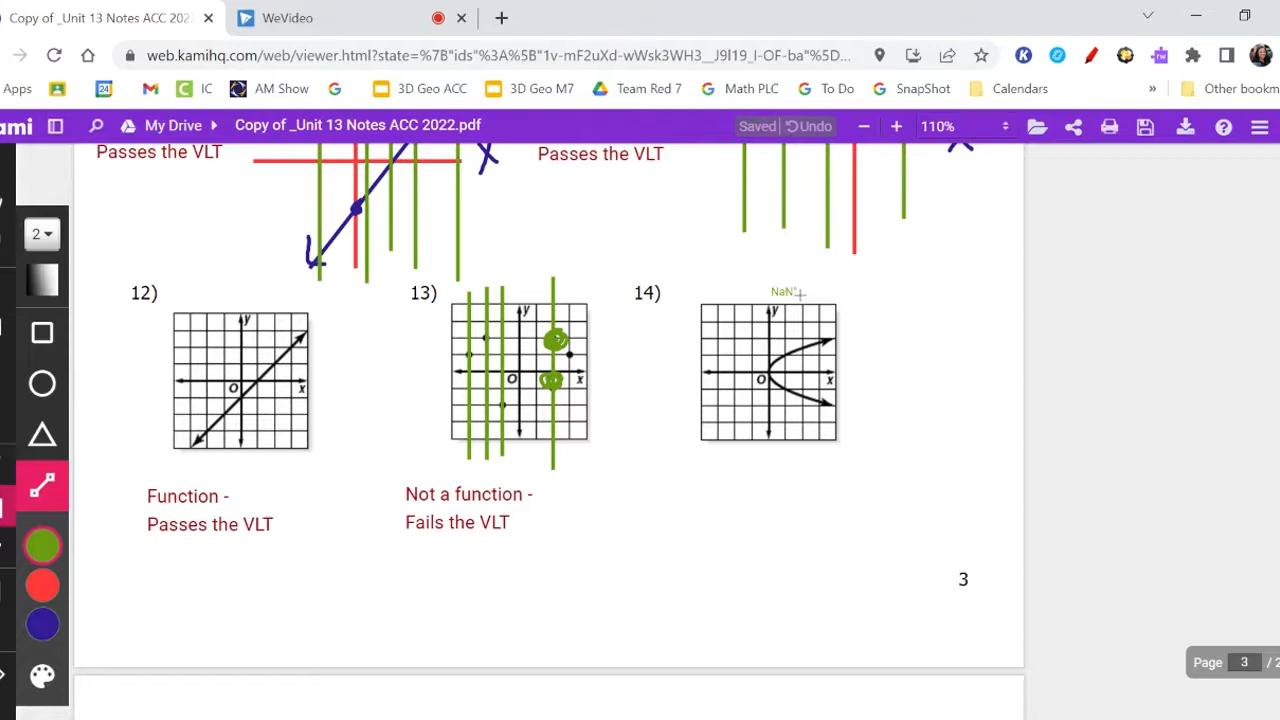 Copy of _Unit 13 Notes ACC 202
WeVideo
web.kamihq.com/web/viewer.html?state=%7B"ids"%3A%5B"1v-mF2uXd-wWsk3WH3__J9l19_l-OF-ba"%5D...
Apps
24
IC
AM Show
3D Geo ACC
3D Geo M7
Team Red 7
Math PLC
To Do
SnapShot
Calendars
»
Other bookm
ami
My Drive
Copy of _Unit 13 Notes ACC 2022.pdf
Saved
Undo
110%
Passes the VLT
X
Passes the VLT
2
12)
13)
14)
NaN°
y
y
y
O
x
O
x
O
x
Function -
Passes the VLT
Not a function -
Fails the VLT
3
Page 3 / 2